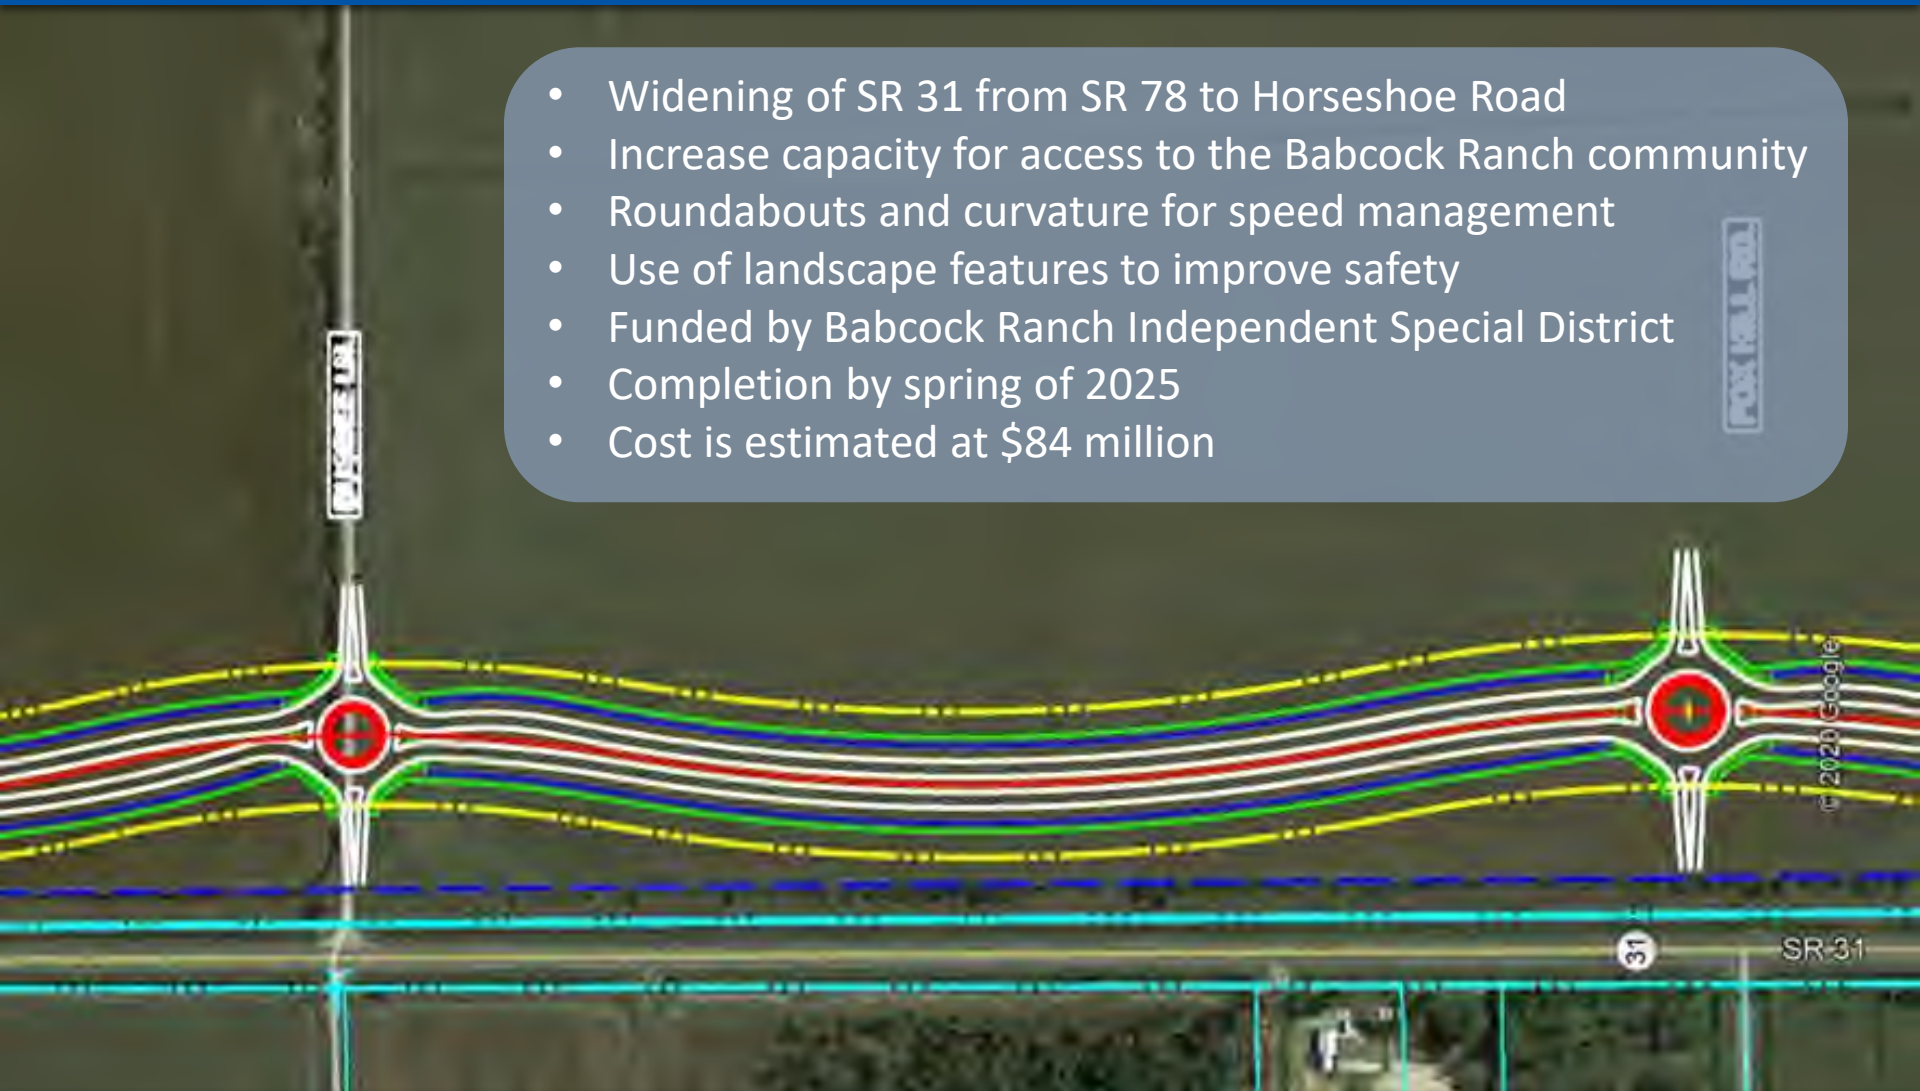 • Widening of SR 31 from SR 78 to Horseshoe Road
• Increase capacity for access to the Babcock Ranch community
• Roundabouts and curvature for speed management
• Use of landscape features to improve safety
• Funded by Babcock Ranch Independent Special District
• Completion by spring of 2025
• Cost is estimated at $84 million
FOX HILL RD.
© 2020 Google
31
SR 31